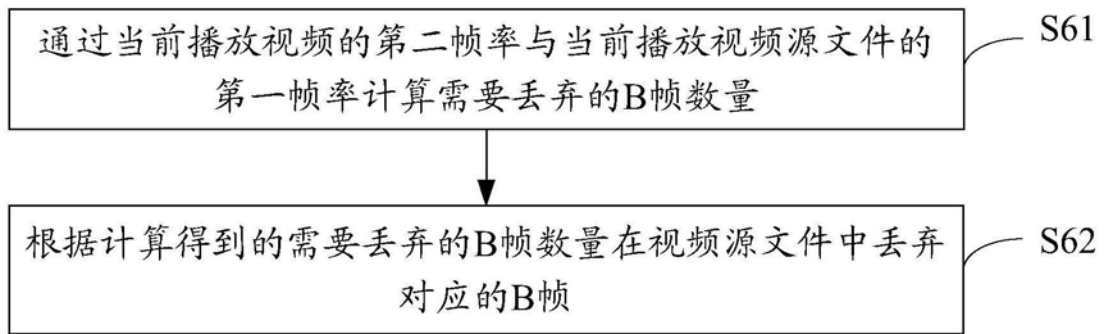 通过当前播放视频的第二帧率与当前播放视频源文件的
第一帧率计算需要丢弃的B帧数量
S61
根据计算得到的需要丢弃的B帧数量在视频源文件中丢弃
对应的B帧
S62